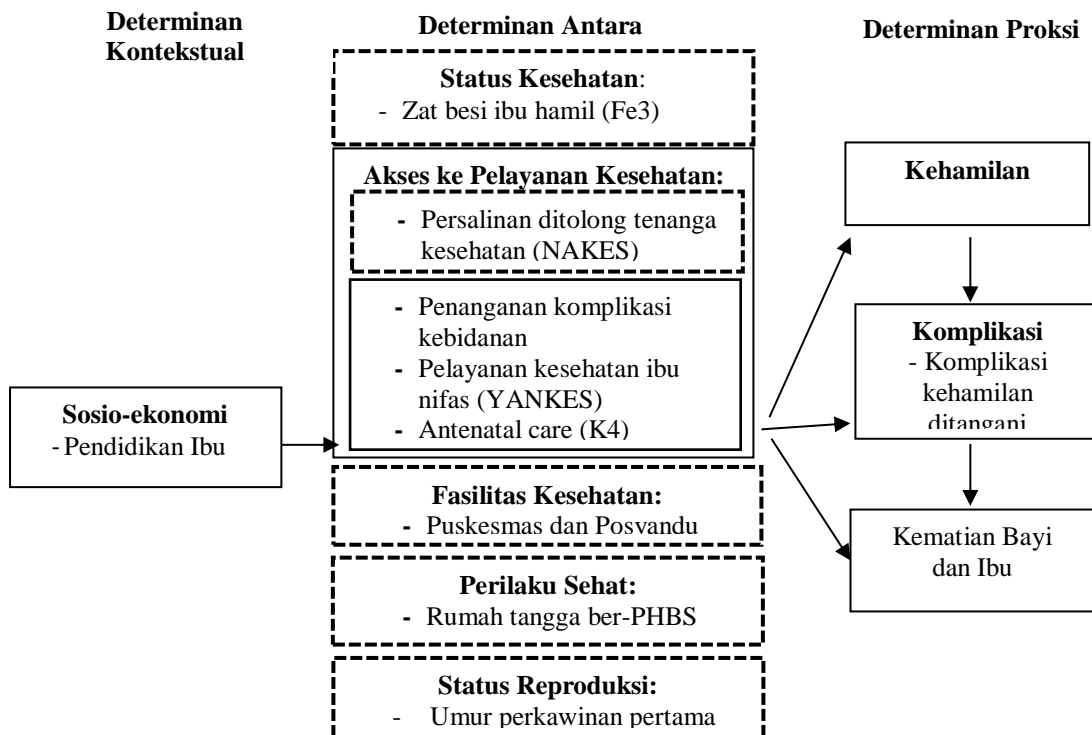 Determinan
Kontekstual
Determinan Antara
Determinan Proksi
Status Kesehatan:
- Zat besi ibu hamil (Fe3)
Akses ke Pelayanan Kesehatan:
- Persalinan ditolong tenanga
kesehatan (NAKES)
- Penanganan komplikasi
kebidanan
- Pelayanan kesehatan ibu
nifas (YANKES)
- Antenatal care (K4)
Sosio-ekonomi
- Pendidikan Ibu
Fasilitas Kesehatan:
- Puskesmas dan Posyandu
Perilaku Sehat:
- Rumah tangga ber-PHBS
Status Reproduksi:
- Umur perkawinan pertama
Kehamilan
Komplikasi
- Komplikasi
kehamilan
ditangani
Kematian Bayi
dan Ibu